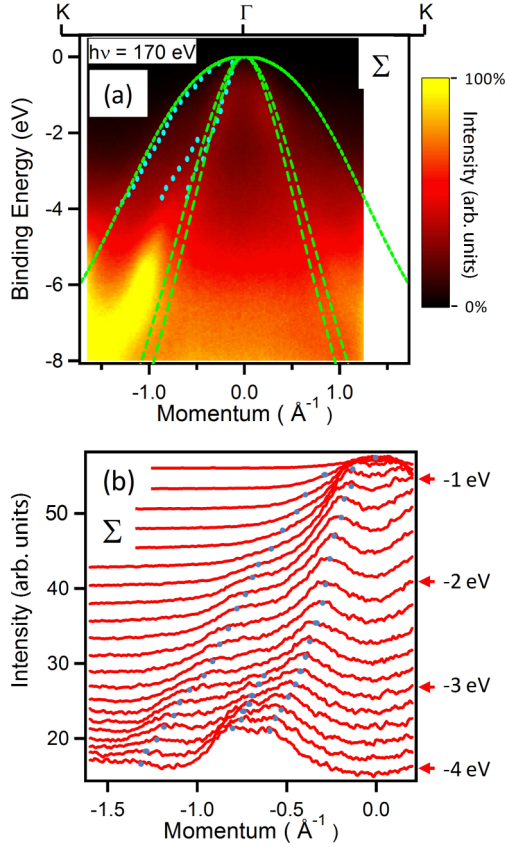 K Γ K
hν = 170 eV
Σ
(a)
0
-2
-4
-6
-8
Binding Energy (eV)
-1.0 0.0 1.0
Momentum ( Å⁻¹ )
100%
0%
Intensity (arb. units)
(b)
Σ
50
40
30
20
Intensity (arb. units)
-1 eV
-2 eV
-3 eV
-4 eV
-1.5 -1.0 -0.5 0.0
Momentum ( Å⁻¹ )